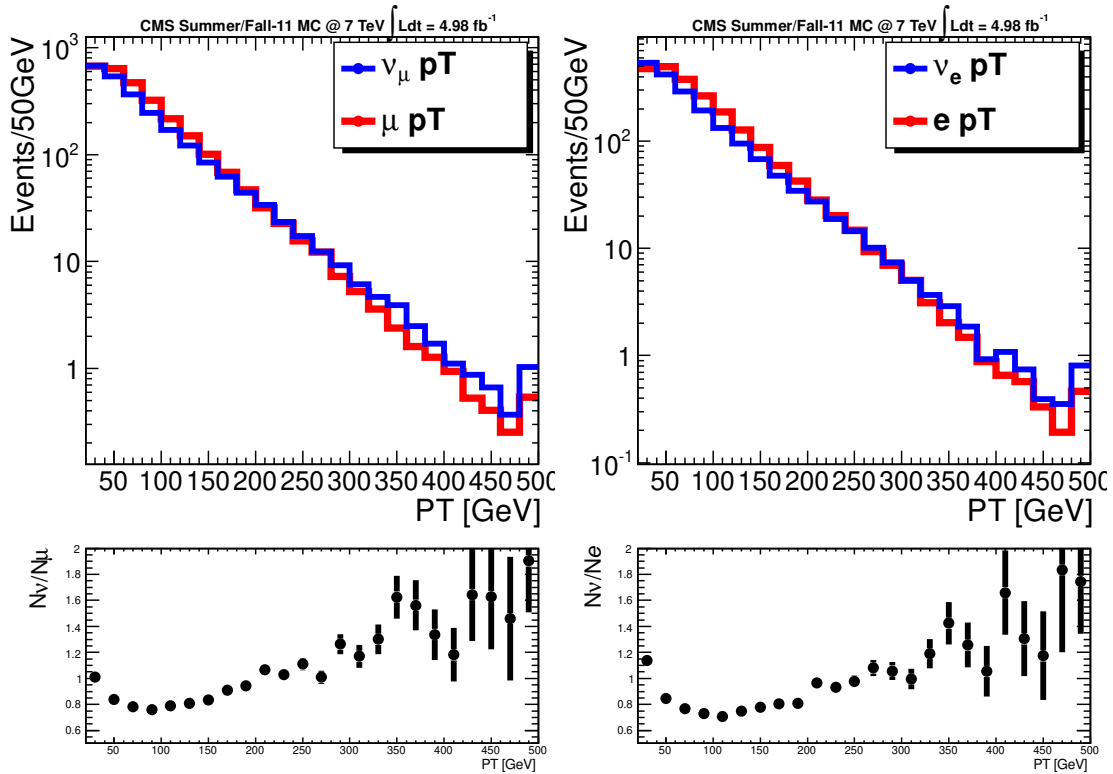 CMS Summer/Fall-11 MC @ 7 TeV ∫Ldt = 4.98 fb⁻¹
Events/50GeV
10³
10²
10
1
ν_μ pT
μ pT
50 100 150 200 250 300 350 400 450 500
PT [GeV]
CMS Summer/Fall-11 MC @ 7 TeV ∫Ldt = 4.98 fb⁻¹
Events/50GeV
10²
10
1
10⁻¹
ν_e pT
e pT
50 100 150 200 250 300 350 400 450 500
PT [GeV]
Nν/Nμ
2
1.8
1.6
1.4
1.2
1
0.8
0.6
50 100 150 200 250 300 350 400 450 500
PT [GeV]
Nν/Ne
2
1.8
1.6
1.4
1.2
1
0.8
0.6
50 100 150 200 250 300 350 400 450 500
PT [GeV]